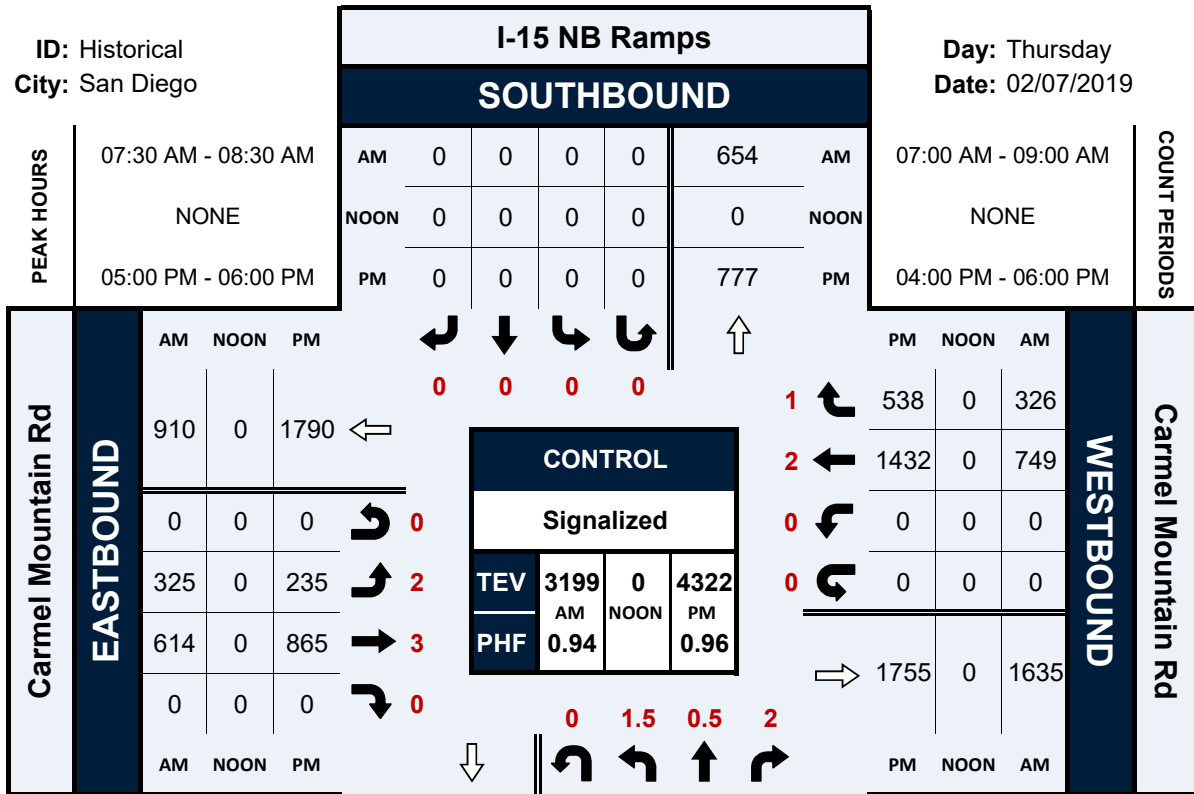 I-15 NB Ramps
ID: Historical
Day: Thursday
City: San Diego
Date: 02/07/2019
SOUTHBOUND
PEAK HOURS
07:30 AM - 08:30 AM
AM 0 0 0 0 654 AM
07:00 AM - 09:00 AM
COUNT PERIODS
NONE
NOON 0 0 0 0 0 NOON
NONE
05:00 PM - 06:00 PM
PM 0 0 0 0 777 PM
04:00 PM - 06:00 PM
AM NOON PM
PM NOON AM
0 0 0 0
Carmel Mountain Rd
EASTBOUND
910 0 1790
0 0 0 0
325 0 235 2
614 0 865 3
0 0 0 0
AM NOON PM
CONTROL
Signalized
TEV 3199 0 4322
AM NOON PM
PHF 0.94 0.96
1 538 0 326
2 1432 0 749
0 0 0 0
0 0 0 0
1755 0 1635
PM NOON AM
WESTBOUND
Carmel Mountain Rd
0 1.5 0.5 2